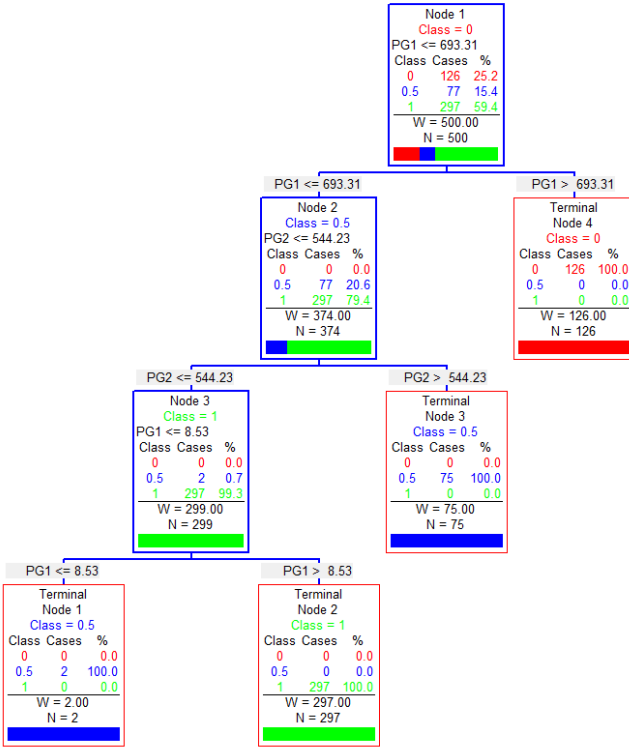 Node 1
Class = 0
PG1 <= 693.31
Class Cases %
0 126 25.2
0.5 77 15.4
1 297 59.4
W = 500.00
N = 500
PG1 <= 693.31
PG1 > 693.31
Node 2
Class = 0.5
PG2 <= 544.23
Class Cases %
0 0 0.0
0.5 77 20.6
1 297 79.4
W = 374.00
N = 374
Terminal
Node 4
Class = 0
Class Cases %
0 126 100.0
0.5 0 0.0
1 0 0.0
W = 126.00
N = 126
PG2 <= 544.23
PG2 > 544.23
Node 3
Class = 1
PG1 <= 8.53
Class Cases %
0 0 0.0
0.5 2 0.7
1 297 99.3
W = 299.00
N = 299
Terminal
Node 3
Class = 0.5
Class Cases %
0 0 0.0
0.5 75 100.0
1 0 0.0
W = 75.00
N = 75
PG1 <= 8.53
PG1 > 8.53
Terminal
Node 1
Class = 0.5
Class Cases %
0 0 0.0
0.5 2 100.0
1 0 0.0
W = 2.00
N = 2
Terminal
Node 2
Class = 1
Class Cases %
0 0 0.0
0.5 0 0.0
1 297 100.0
W = 297.00
N = 297